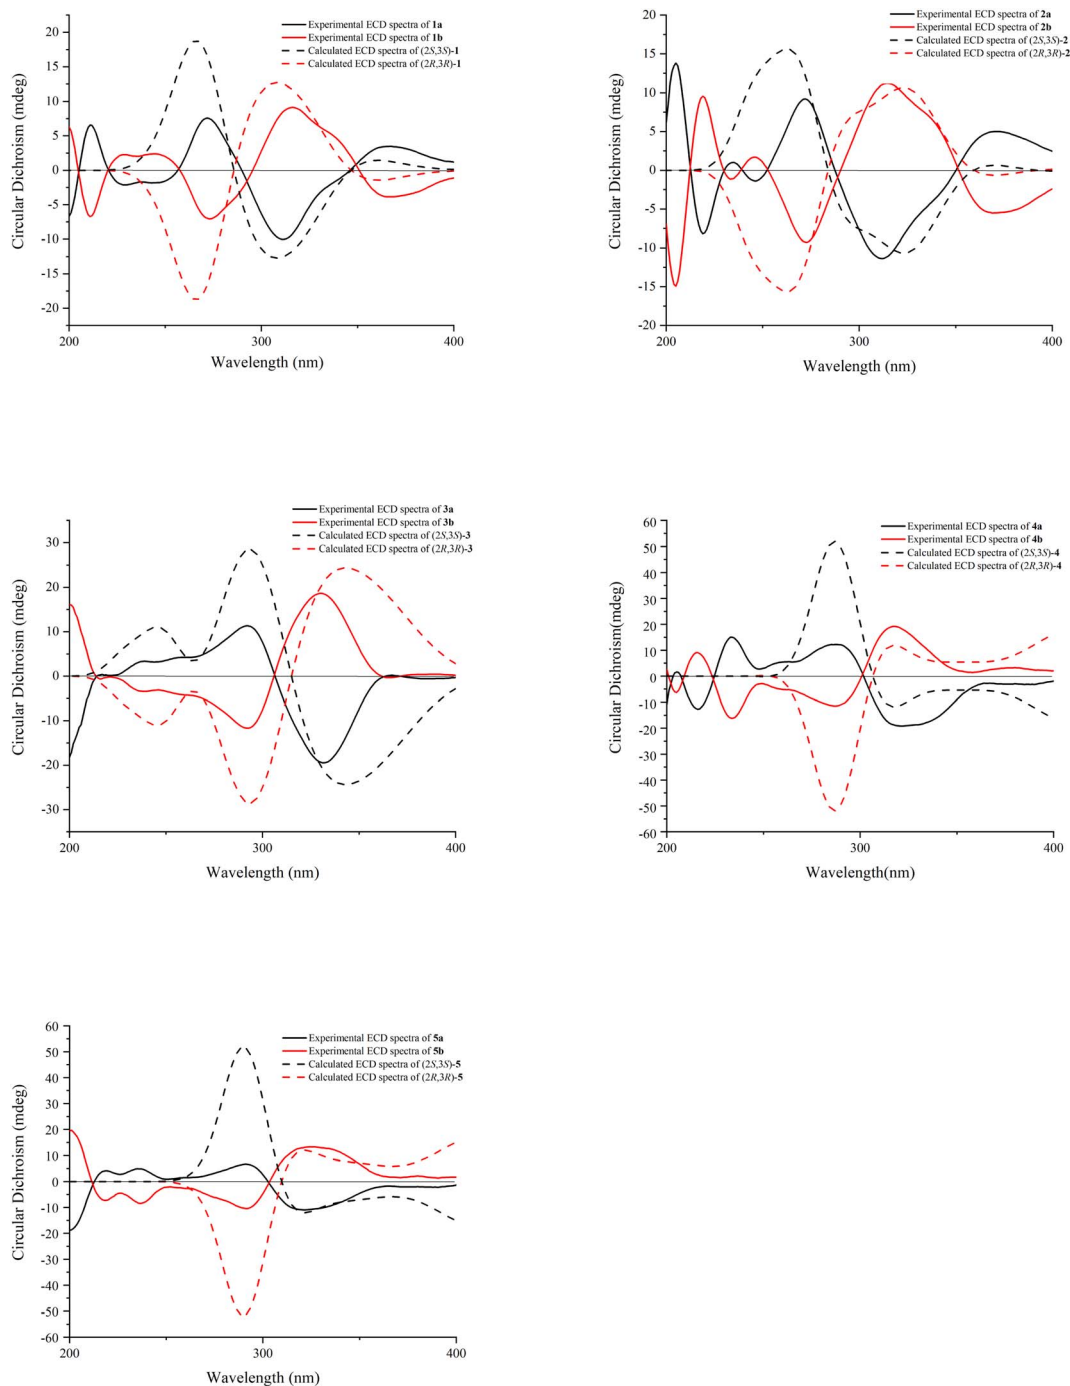 Experimental ECD spectra of 1a
Experimental ECD spectra of 1b
Calculated ECD spectra of (2S,3S)-1
Calculated ECD spectra of (2R,3R)-1
Circular Dichroism (mdeg)
20
15
10
5
0
-5
-10
-15
-20
200
300
400
Wavelength (nm)
Experimental ECD spectra of 2a
Experimental ECD spectra of 2b
Calculated ECD spectra of (2S,3S)-2
Calculated ECD spectra of (2R,3R)-2
Circular Dichroism (mdeg)
20
15
10
5
0
-5
-10
-15
-20
200
300
400
Wavelength (nm)
Experimental ECD spectra of 3a
Experimental ECD spectra of 3b
Calculated ECD spectra of (2S,3S)-3
Calculated ECD spectra of (2R,3R)-3
Circular Dichroism (mdeg)
30
20
10
0
-10
-20
-30
200
300
400
Wavelength (nm)
Experimental ECD spectra of 4a
Experimental ECD spectra of 4b
Calculated ECD spectra of (2S,3S)-4
Calculated ECD spectra of (2R,3R)-4
Circular Dichroism(mdeg)
60
50
40
30
20
10
0
-10
-20
-30
-40
-50
-60
200
300
400
Wavelength(nm)
Experimental ECD spectra of 5a
Experimental ECD spectra of 5b
Calculated ECD spectra of (2S,3S)-5
Calculated ECD spectra of (2R,3R)-5
Circular Dichroism (mdeg)
60
50
40
30
20
10
0
-10
-20
-30
-40
-50
-60
200
300
400
Wavelength (nm)